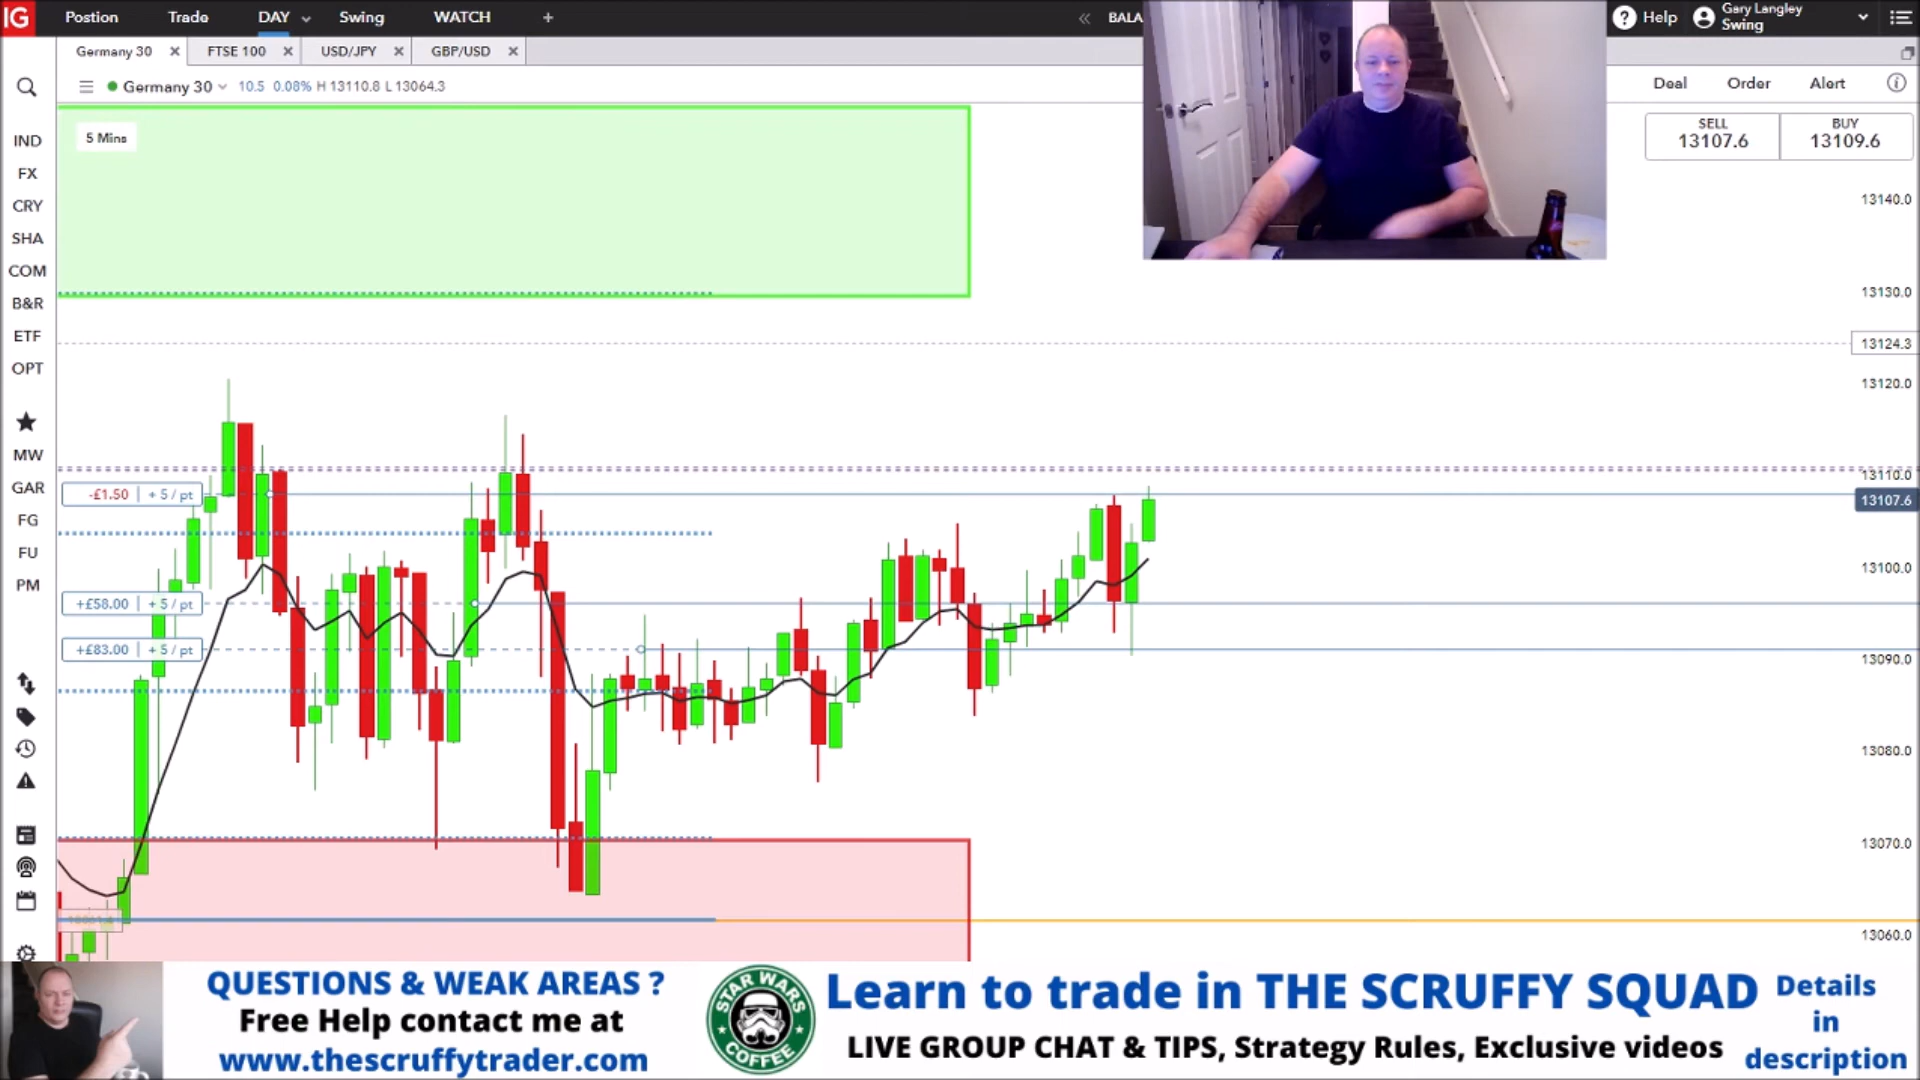 IG Postion Trade DAY Swing WATCH + « BALA Help Gary Langley
Swing
Germany 30 × FTSE 100 × USD/JPY × GBP/USD ×
Germany 30 10.5 0.08% H 13110.8 L 13064.3 Deal Order Alert
5 Mins
SELL BUY
13107.6 13109.6
IND
FX
CRY
SHA
COM
B&R
ETF
OPT
MW
GAR
FG
FU
PM
-£1.50 | + 5 / pt
+£58.00 | + 5 / pt
+£83.00 | + 5 / pt
13140.0
13130.0
13124.3
13120.0
13110.0
13107.6
13100.0
13090.0
13080.0
13070.0
13060.0
QUESTIONS & WEAK AREAS ?
Free Help contact me at
www.thescruffytrader.com
STAR WARS
COFFEE
Learn to trade in THE SCRUFFY SQUAD
LIVE GROUP CHAT & TIPS, Strategy Rules, Exclusive videos
Details
in
description